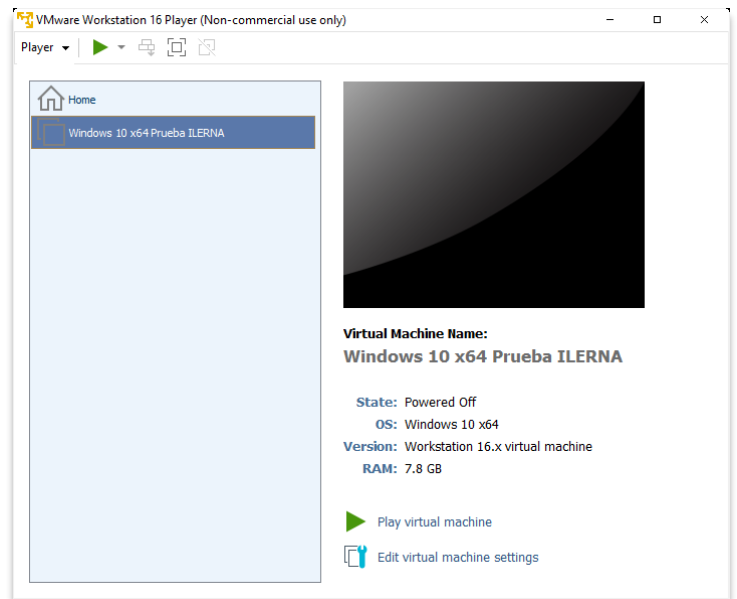 VMware Workstation 16 Player (Non-commercial use only)
Player
Home
Windows 10 x64 Prueba ILERNA
Virtual Machine Name:
Windows 10 x64 Prueba ILERNA
State: Powered Off
OS: Windows 10 x64
Version: Workstation 16.x virtual machine
RAM: 7.8 GB
Play virtual machine
Edit virtual machine settings